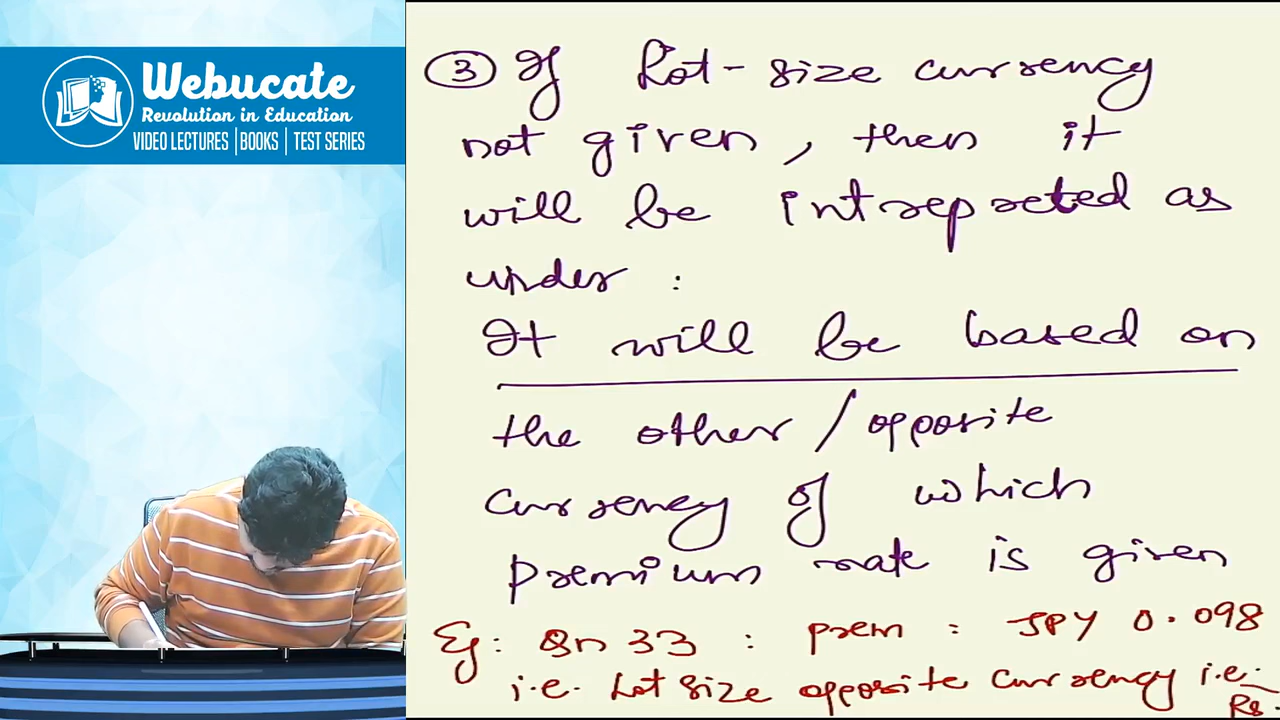 Webucate
Revolution in Education
VIDEO LECTURES | BOOKS | TEST SERIES
③ If Lot-size currency
not given, then it
will be intrepreted as
under :
It will be based on
the other / opposite
currency of which
premium rate is given
Eg: Qn 33 : prem : JPY 0.098
i.e. Lot size opposite currency i.e.
Rs.